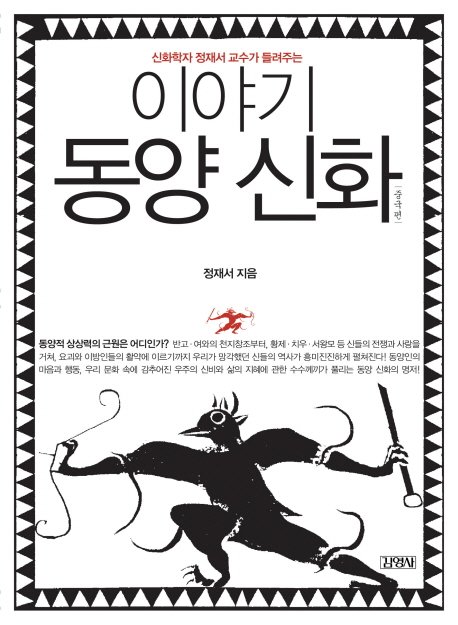 신화학자 정재서 교수가 들려주는
이야기
동양 신화
중국편
정재서 지음
동양적 상상력의 근원은 어디인가? 반고·여와의 천지창조부터, 황제·치우·서왕모 등 신들의 전쟁과 사랑을
거쳐, 요괴와 이방인들의 활약에 이르기까지 우리가 망각했던 신들의 역사가 흥미진진하게 펼쳐진다! 동양인의
마음과 행동, 우리 문화 속에 감추어진 우주의 신비와 삶의 지혜에 관한 수수께끼가 풀리는 동양 신화의 명저!
김영사